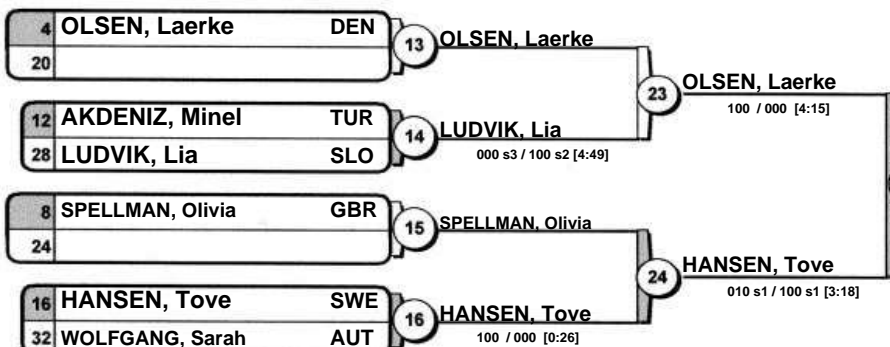 4 OLSEN, Laerke DEN
20
13 OLSEN, Laerke
12 AKDENIZ, Minel TUR
28 LUDVIK, Lia SLO
14 LUDVIK, Lia
000 s3 / 100 s2 [4:49]
23 OLSEN, Laerke
100 / 000 [4:15]
8 SPELLMAN, Olivia GBR
24
15 SPELLMAN, Olivia
16 HANSEN, Tove SWE
32 WOLFGANG, Sarah AUT
16 HANSEN, Tove
100 / 000 [0:26]
24 HANSEN, Tove
010 s1 / 100 s1 [3:18]